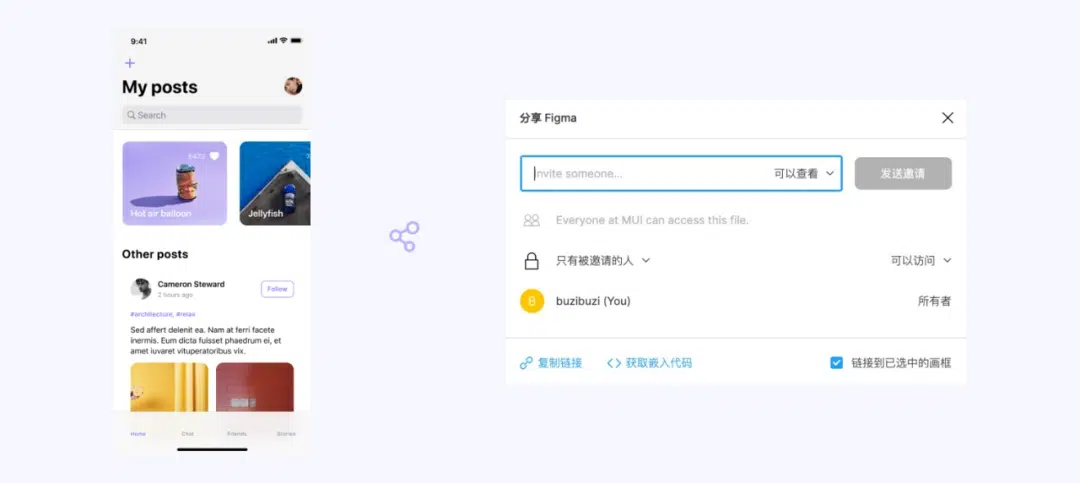 9:41
My posts
Search
Hot air balloon
Jellyfish
Other posts
Cameron Steward
2 hours ago
Follow
#architecture, #relax
Sed affert delenit ea. Nam at ferri facete
inermis. Eum dicta fuisset phaedrum ei, et
amet iuvaret vituperatoribus vix.
Home Chat Friends Stories
分享 Figma
Invite someone... 可以查看 发送邀请
Everyone at MUI can access this file.
只有被邀请的人 可以访问
B buzibuzi (You) 所有者
复制链接 获取嵌入代码 链接到已选中的画框